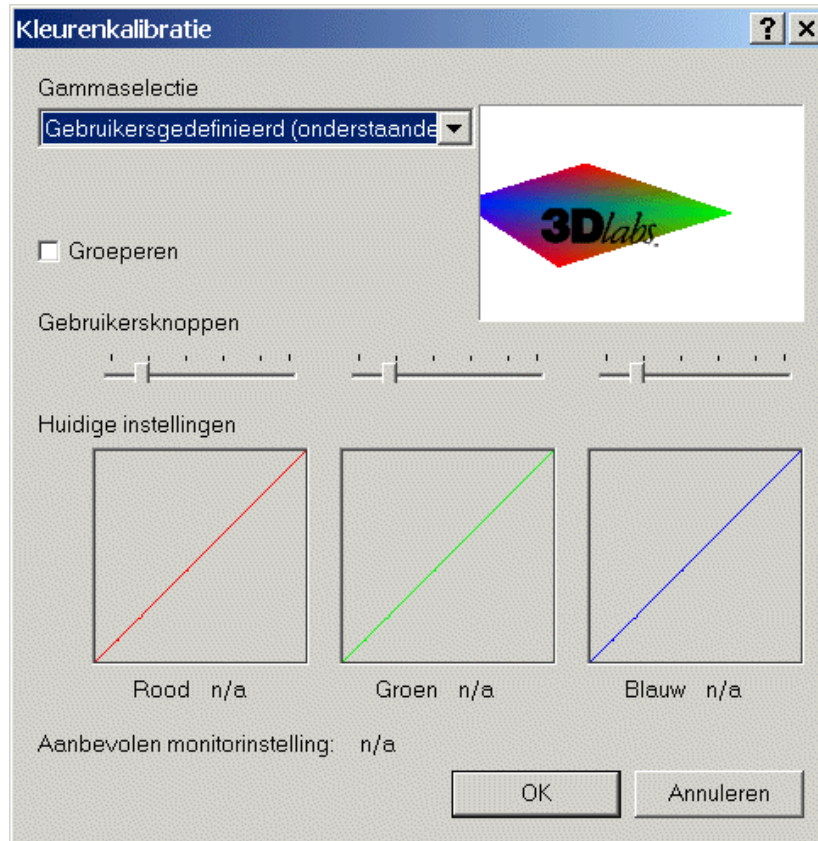 Kleurenkalibratie
Gammaselectie
Gebruikersgedefinieerd (onderstaande
3Dlabs.
Groeperen
Gebruikersknoppen
Huidige instellingen
Rood n/a
Groen n/a
Blauw n/a
Aanbevolen monitorinstelling: n/a
OK
Annuleren